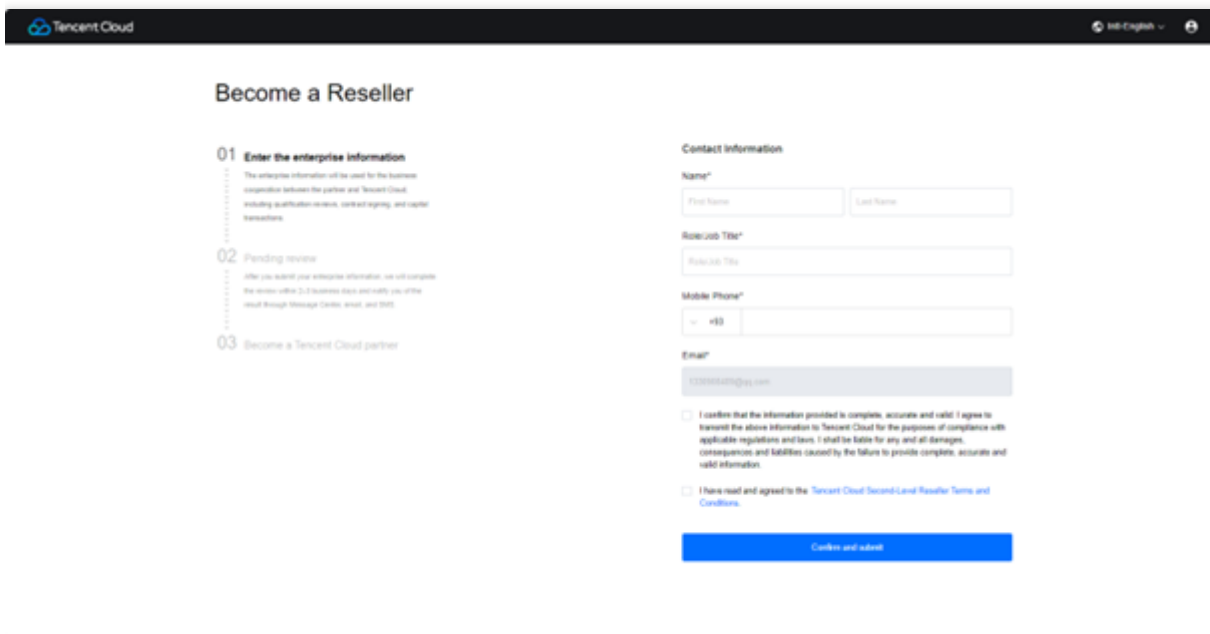 Tencent Cloud
Intl-English
Become a Reseller
01 Enter the enterprise information
The enterprise information will be used for the business
cooperation between the partner and Tencent Cloud,
including qualification reviews, contract signing, and capital
transactions.
02 Pending review
After you submit your enterprise information, we will complete
the review within 2-3 business days and notify you of the
result through Message Center, email, and SMS.
03 Become a Tencent Cloud partner
Contact Information
Name*
First Name
Last Name
Role/Job Title*
Role/Job Title
Mobile Phone*
+93
Email*
@qq.com
I confirm that the information provided is complete, accurate and valid. I agree to
transmit the above information to Tencent Cloud for the purposes of compliance with
applicable regulations and laws. I shall be liable for any and all damages,
consequences and liabilities caused by the failure to provide complete, accurate and
valid information.
I have read and agreed to the Tencent Cloud Second-Level Reseller Terms and
Conditions.
Confirm and submit